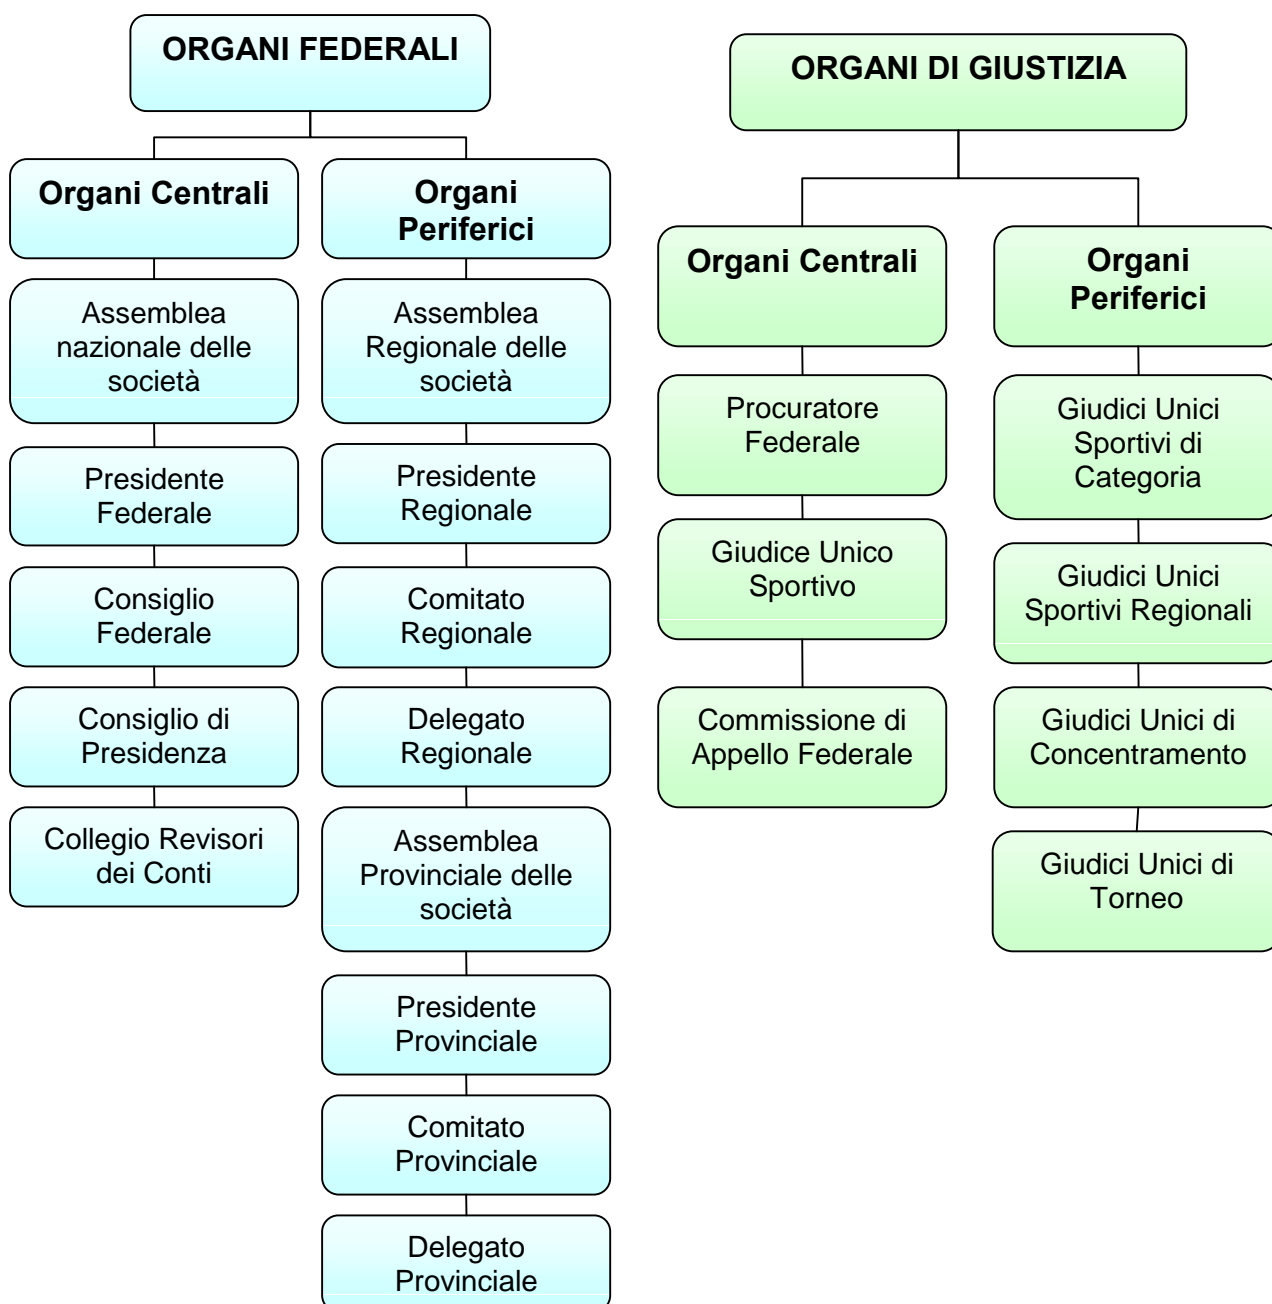 ORGANI FEDERALI
Organi Centrali
Assemblea
nazionale delle
società
Presidente
Federale
Consiglio
Federale
Consiglio di
Presidenza
Collegio Revisori
dei Conti
Organi
Periferici
Assemblea
Regionale delle
società
Presidente
Regionale
Comitato
Regionale
Delegato
Regionale
Assemblea
Provinciale delle
società
Presidente
Provinciale
Comitato
Provinciale
Delegato
Provinciale
ORGANI DI GIUSTIZIA
Organi Centrali
Procuratore
Federale
Giudice Unico
Sportivo
Commissione di
Appello Federale
Organi
Periferici
Giudici Unici
Sportivi di
Categoria
Giudici Unici
Sportivi Regionali
Giudici Unici di
Concentramento
Giudici Unici di
Torneo